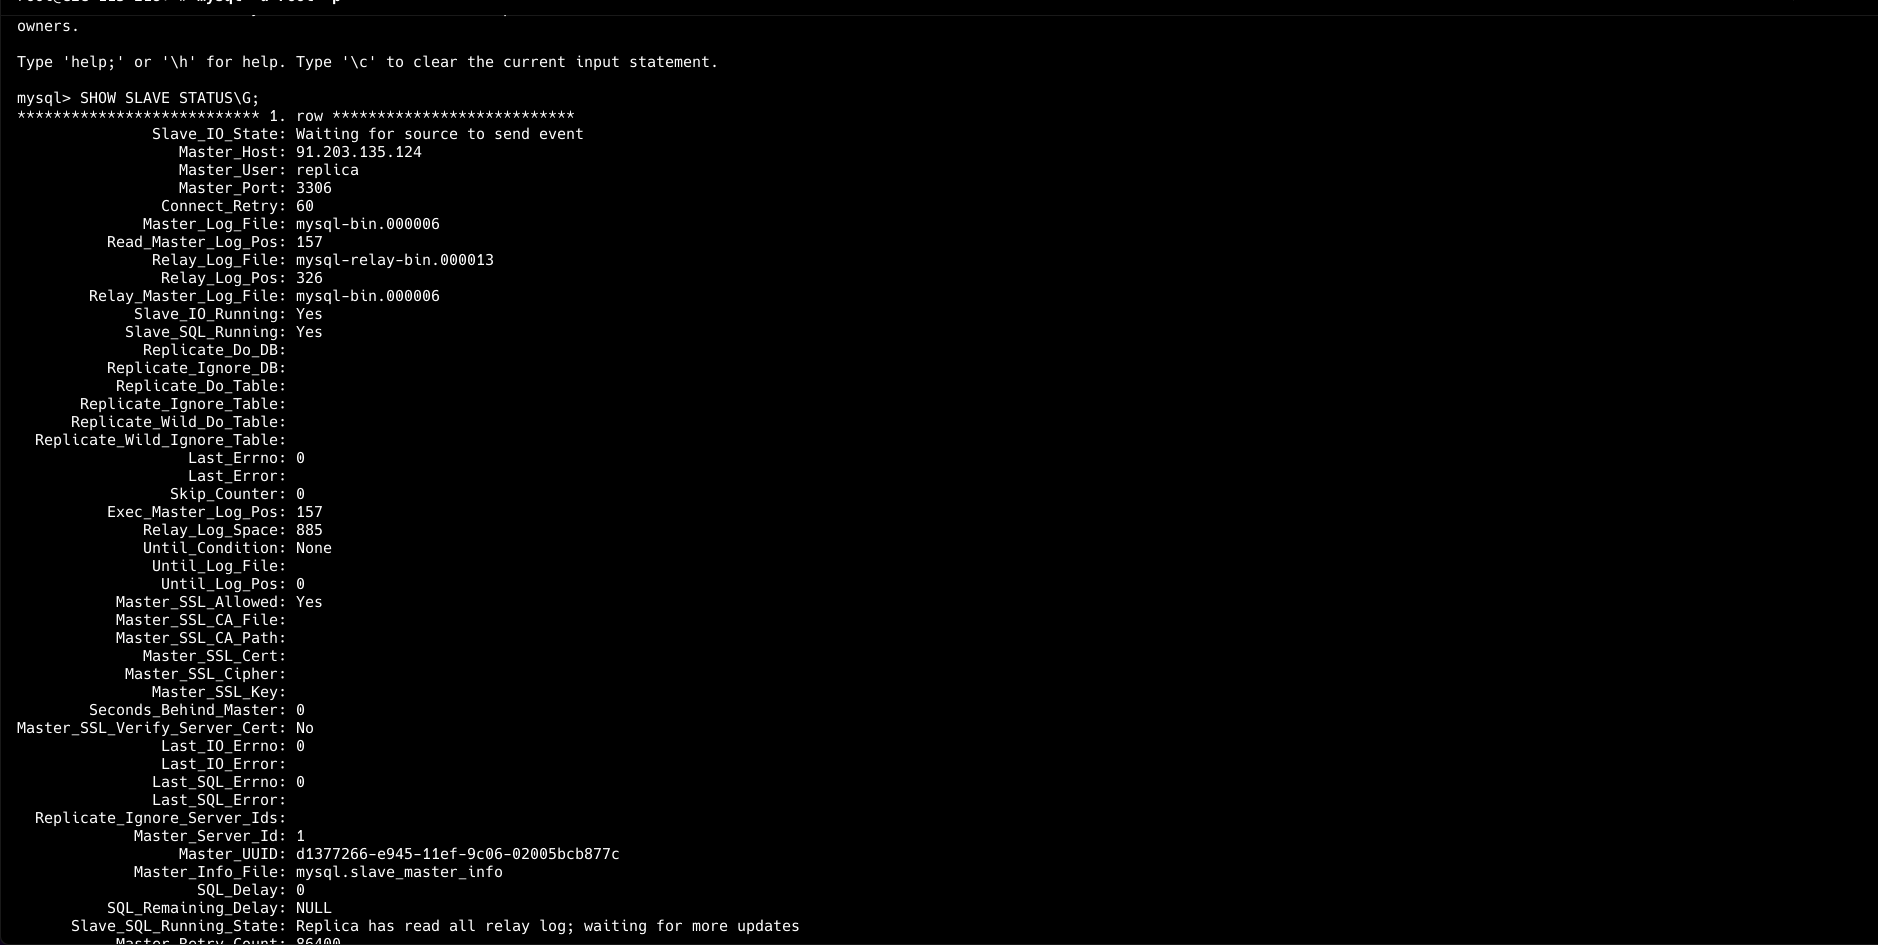 owners.
Type 'help;' or '\h' for help. Type '\c' to clear the current input statement.
mysql> SHOW SLAVE STATUS\G;
*************************** 1. row ***************************
Slave_IO_State: Waiting for source to send event
Master_Host: 91.203.135.124
Master_User: replica
Master_Port: 3306
Connect_Retry: 60
Master_Log_File: mysql-bin.000006
Read_Master_Log_Pos: 157
Relay_Log_File: mysql-relay-bin.000013
Relay_Log_Pos: 326
Relay_Master_Log_File: mysql-bin.000006
Slave_IO_Running: Yes
Slave_SQL_Running: Yes
Replicate_Do_DB:
Replicate_Ignore_DB:
Replicate_Do_Table:
Replicate_Ignore_Table:
Replicate_Wild_Do_Table:
Replicate_Wild_Ignore_Table:
Last_Errno: 0
Last_Error:
Skip_Counter: 0
Exec_Master_Log_Pos: 157
Relay_Log_Space: 885
Until_Condition: None
Until_Log_File:
Until_Log_Pos: 0
Master_SSL_Allowed: Yes
Master_SSL_CA_File:
Master_SSL_CA_Path:
Master_SSL_Cert:
Master_SSL_Cipher:
Master_SSL_Key:
Seconds_Behind_Master: 0
Master_SSL_Verify_Server_Cert: No
Last_IO_Errno: 0
Last_IO_Error:
Last_SQL_Errno: 0
Last_SQL_Error:
Replicate_Ignore_Server_Ids:
Master_Server_Id: 1
Master_UUID: d1377266-e945-11ef-9c06-02005bcb877c
Master_Info_File: mysql.slave_master_info
SQL_Delay: 0
SQL_Remaining_Delay: NULL
Slave_SQL_Running_State: Replica has read all relay log; waiting for more updates
Master_Retry_Count: 86400